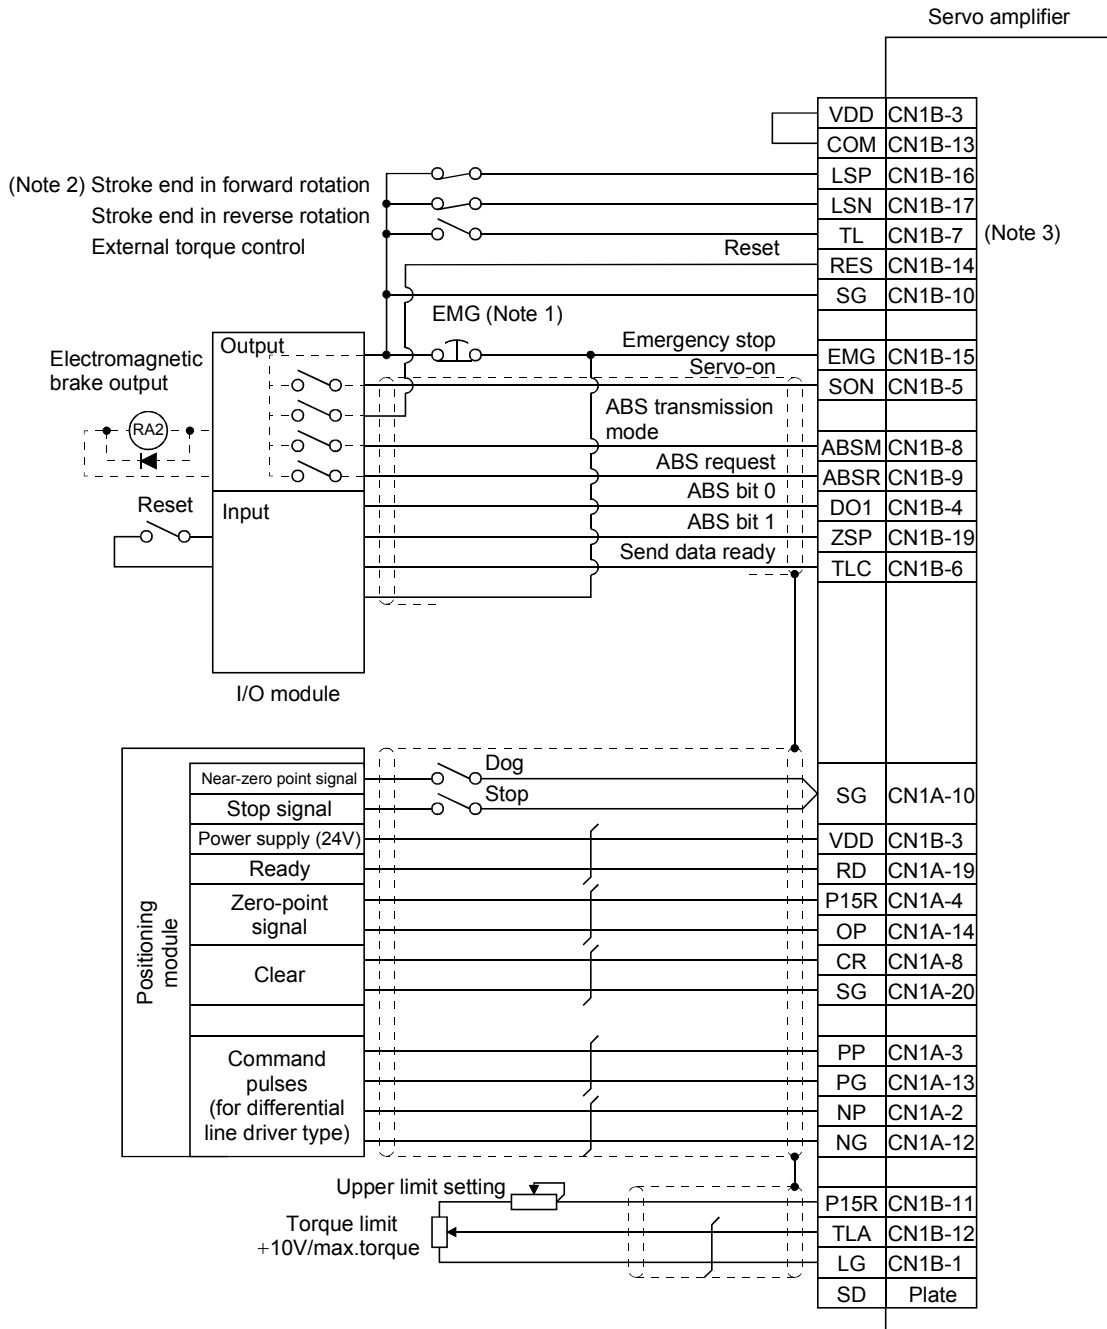 Servo amplifier
VDD CN1B-3
COM CN1B-13
(Note 2) Stroke end in forward rotation
LSP CN1B-16
Stroke end in reverse rotation
LSN CN1B-17
External torque control
TL CN1B-7 (Note 3)
Reset
RES CN1B-14
SG CN1B-10
EMG (Note 1)
Output
Emergency stop
EMG CN1B-15
Electromagnetic
brake output
Servo-on
SON CN1B-5
RA2
ABS transmission
mode
ABSM CN1B-8
ABS request
ABSR CN1B-9
Reset
Input
ABS bit 0
DO1 CN1B-4
ABS bit 1
ZSP CN1B-19
Send data ready
TLC CN1B-6
I/O module
Positioning
module
Near-zero point signal
Dog
Stop signal
Stop
SG CN1A-10
Power supply (24V)
VDD CN1B-3
Ready
RD CN1A-19
Zero-point
signal
P15R CN1A-4
OP CN1A-14
Clear
CR CN1A-8
SG CN1A-20
Command
pulses
(for differential
line driver type)
PP CN1A-3
PG CN1A-13
NP CN1A-2
NG CN1A-12
Upper limit setting
P15R CN1B-11
Torque limit
+10V/max.torque
TLA CN1B-12
LG CN1B-1
SD Plate